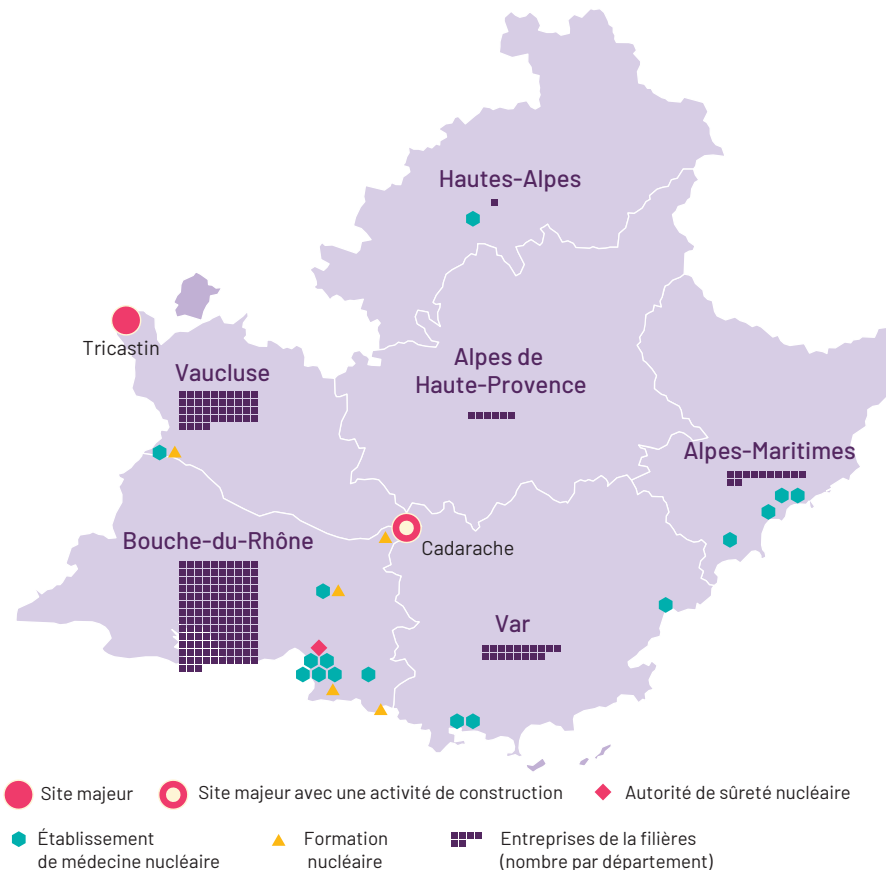 Hautes-Alpes
Tricastin
Vaucluse
Alpes de
Haute-Provence
Alpes-Maritimes
Bouche-du-Rhône
Cadarache
Var
Site majeur
Site majeur avec une activité de construction
Autorité de sûreté nucléaire
Établissement
de médecine nucléaire
Formation
nucléaire
Entreprises de la filières
(nombre par département)